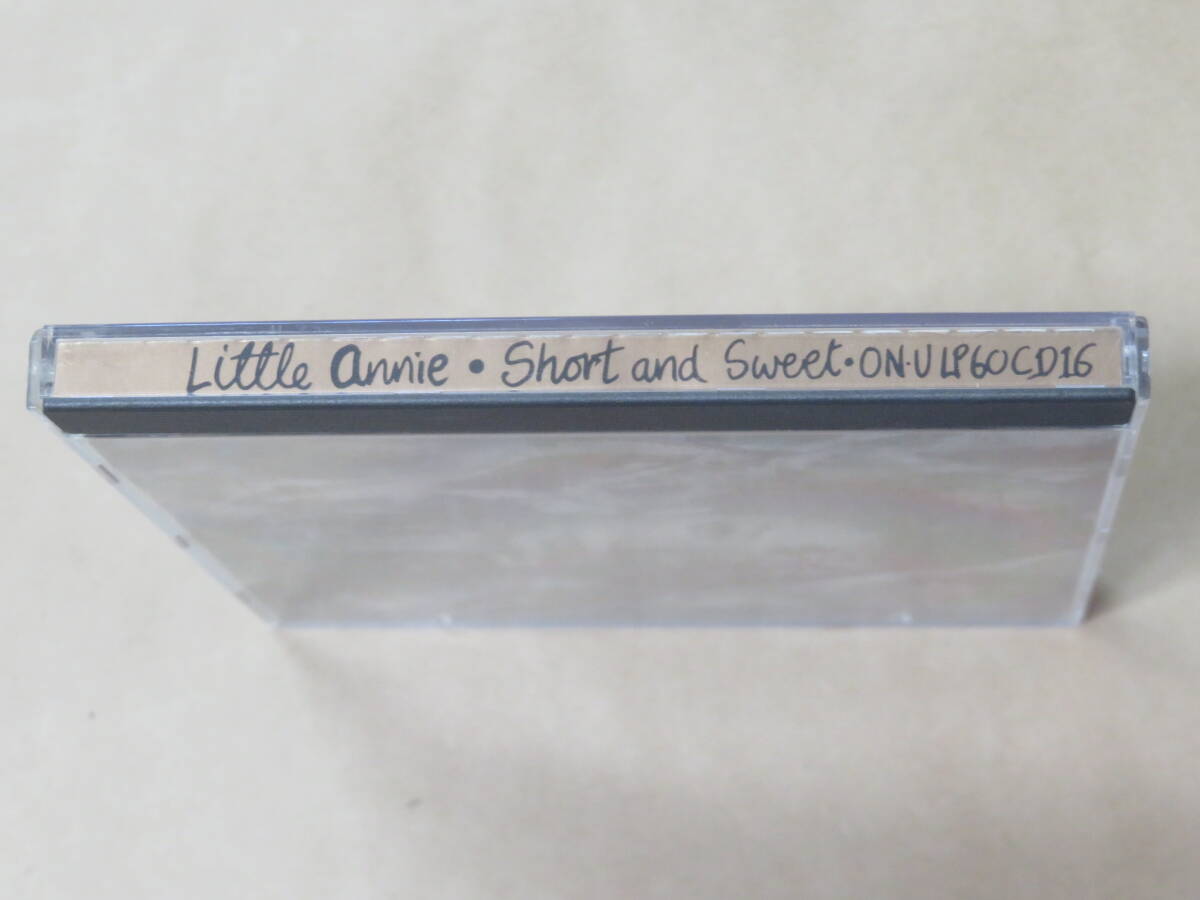 Little annie • Short and Sweet • ON·U LP60CD16